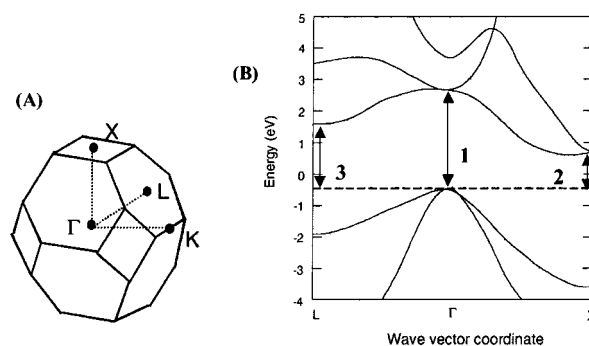 (A)
X
L
Γ
K
(B)
Energy (eV)
5
4
3
2
1
0
-1
-2
-3
-4
1
2
3
L
Γ
Wave vector coordinate